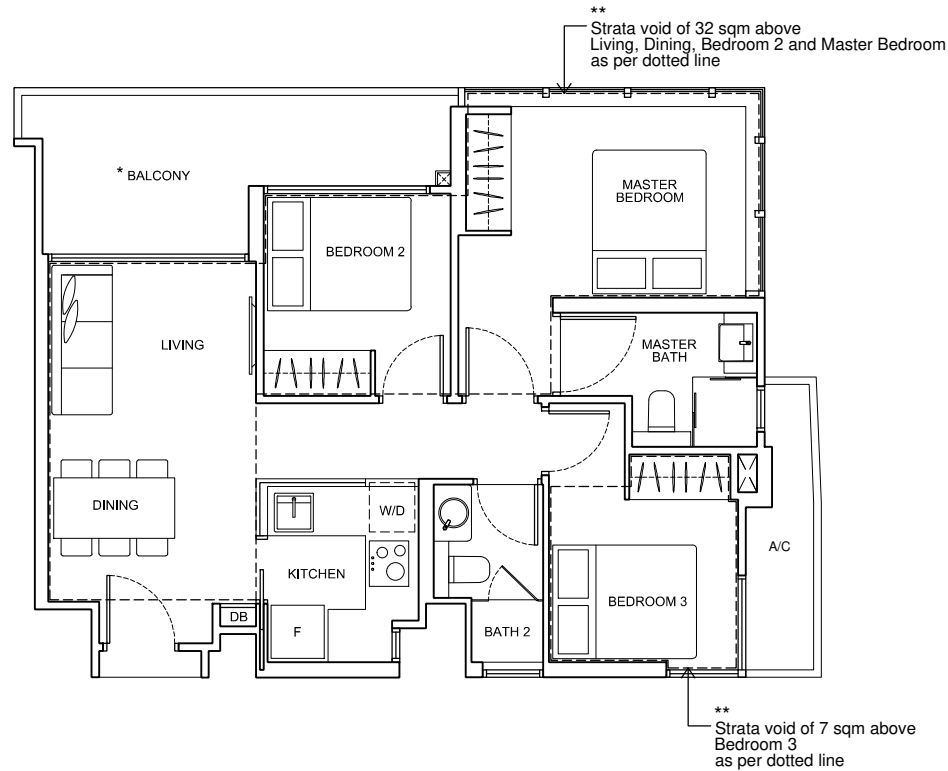 **
Strata void of 32 sqm above
Living, Dining, Bedroom 2 and Master Bedroom
as per dotted line
* BALCONY
MASTER
BEDROOM
BEDROOM 2
LIVING
MASTER
BATH
DINING
W/D
KITCHEN
A/C
BEDROOM 3
DB
F
BATH 2
**
Strata void of 7 sqm above
Bedroom 3
as per dotted line